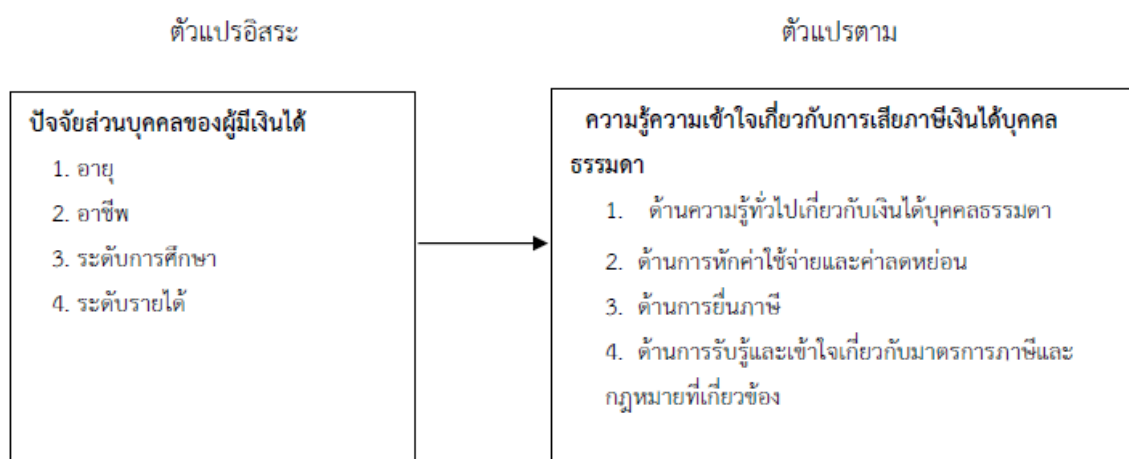 ตัวแปรอิสระ
ตัวแปรตาม
ปัจจัยส่วนบุคคลของผู้มีเงินได้
1. อายุ
2. อาชีพ
3. ระดับการศึกษา
4. ระดับรายได้
ความรู้ความเข้าใจเกี่ยวกับการเสียภาษีเงินได้บุคคล
ธรรมดา
1. ด้านความรู้ทั่วไปเกี่ยวกับเงินได้บุคคลธรรมดา
2. ด้านการหักค่าใช้จ่ายและค่าลดหย่อน
3. ด้านการยื่นภาษี
4. ด้านการรับรู้และเข้าใจเกี่ยวกับมาตรการภาษีและ
กฎหมายที่เกี่ยวข้อง